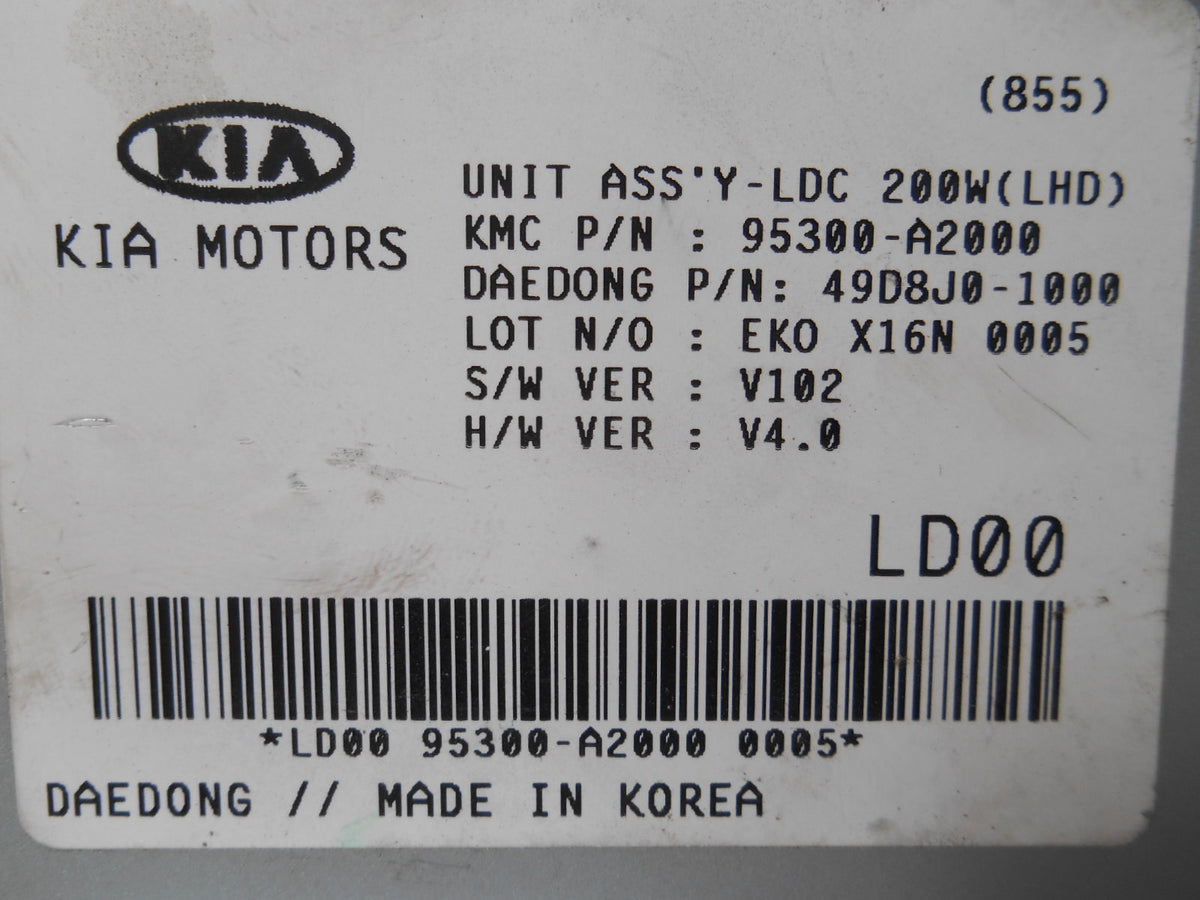 (855)
KIA
KIA MOTORS
UNIT ASS'Y-LDC 200W(LHD)
KMC P/N : 95300-A2000
DAEDONG P/N: 49D8J0-1000
LOT N/O : EKO X16N 0005
S/W VER : V102
H/W VER : V4.0
LD00
*LD00 95300-A2000 0005*
DAEDONG // MADE IN KOREA